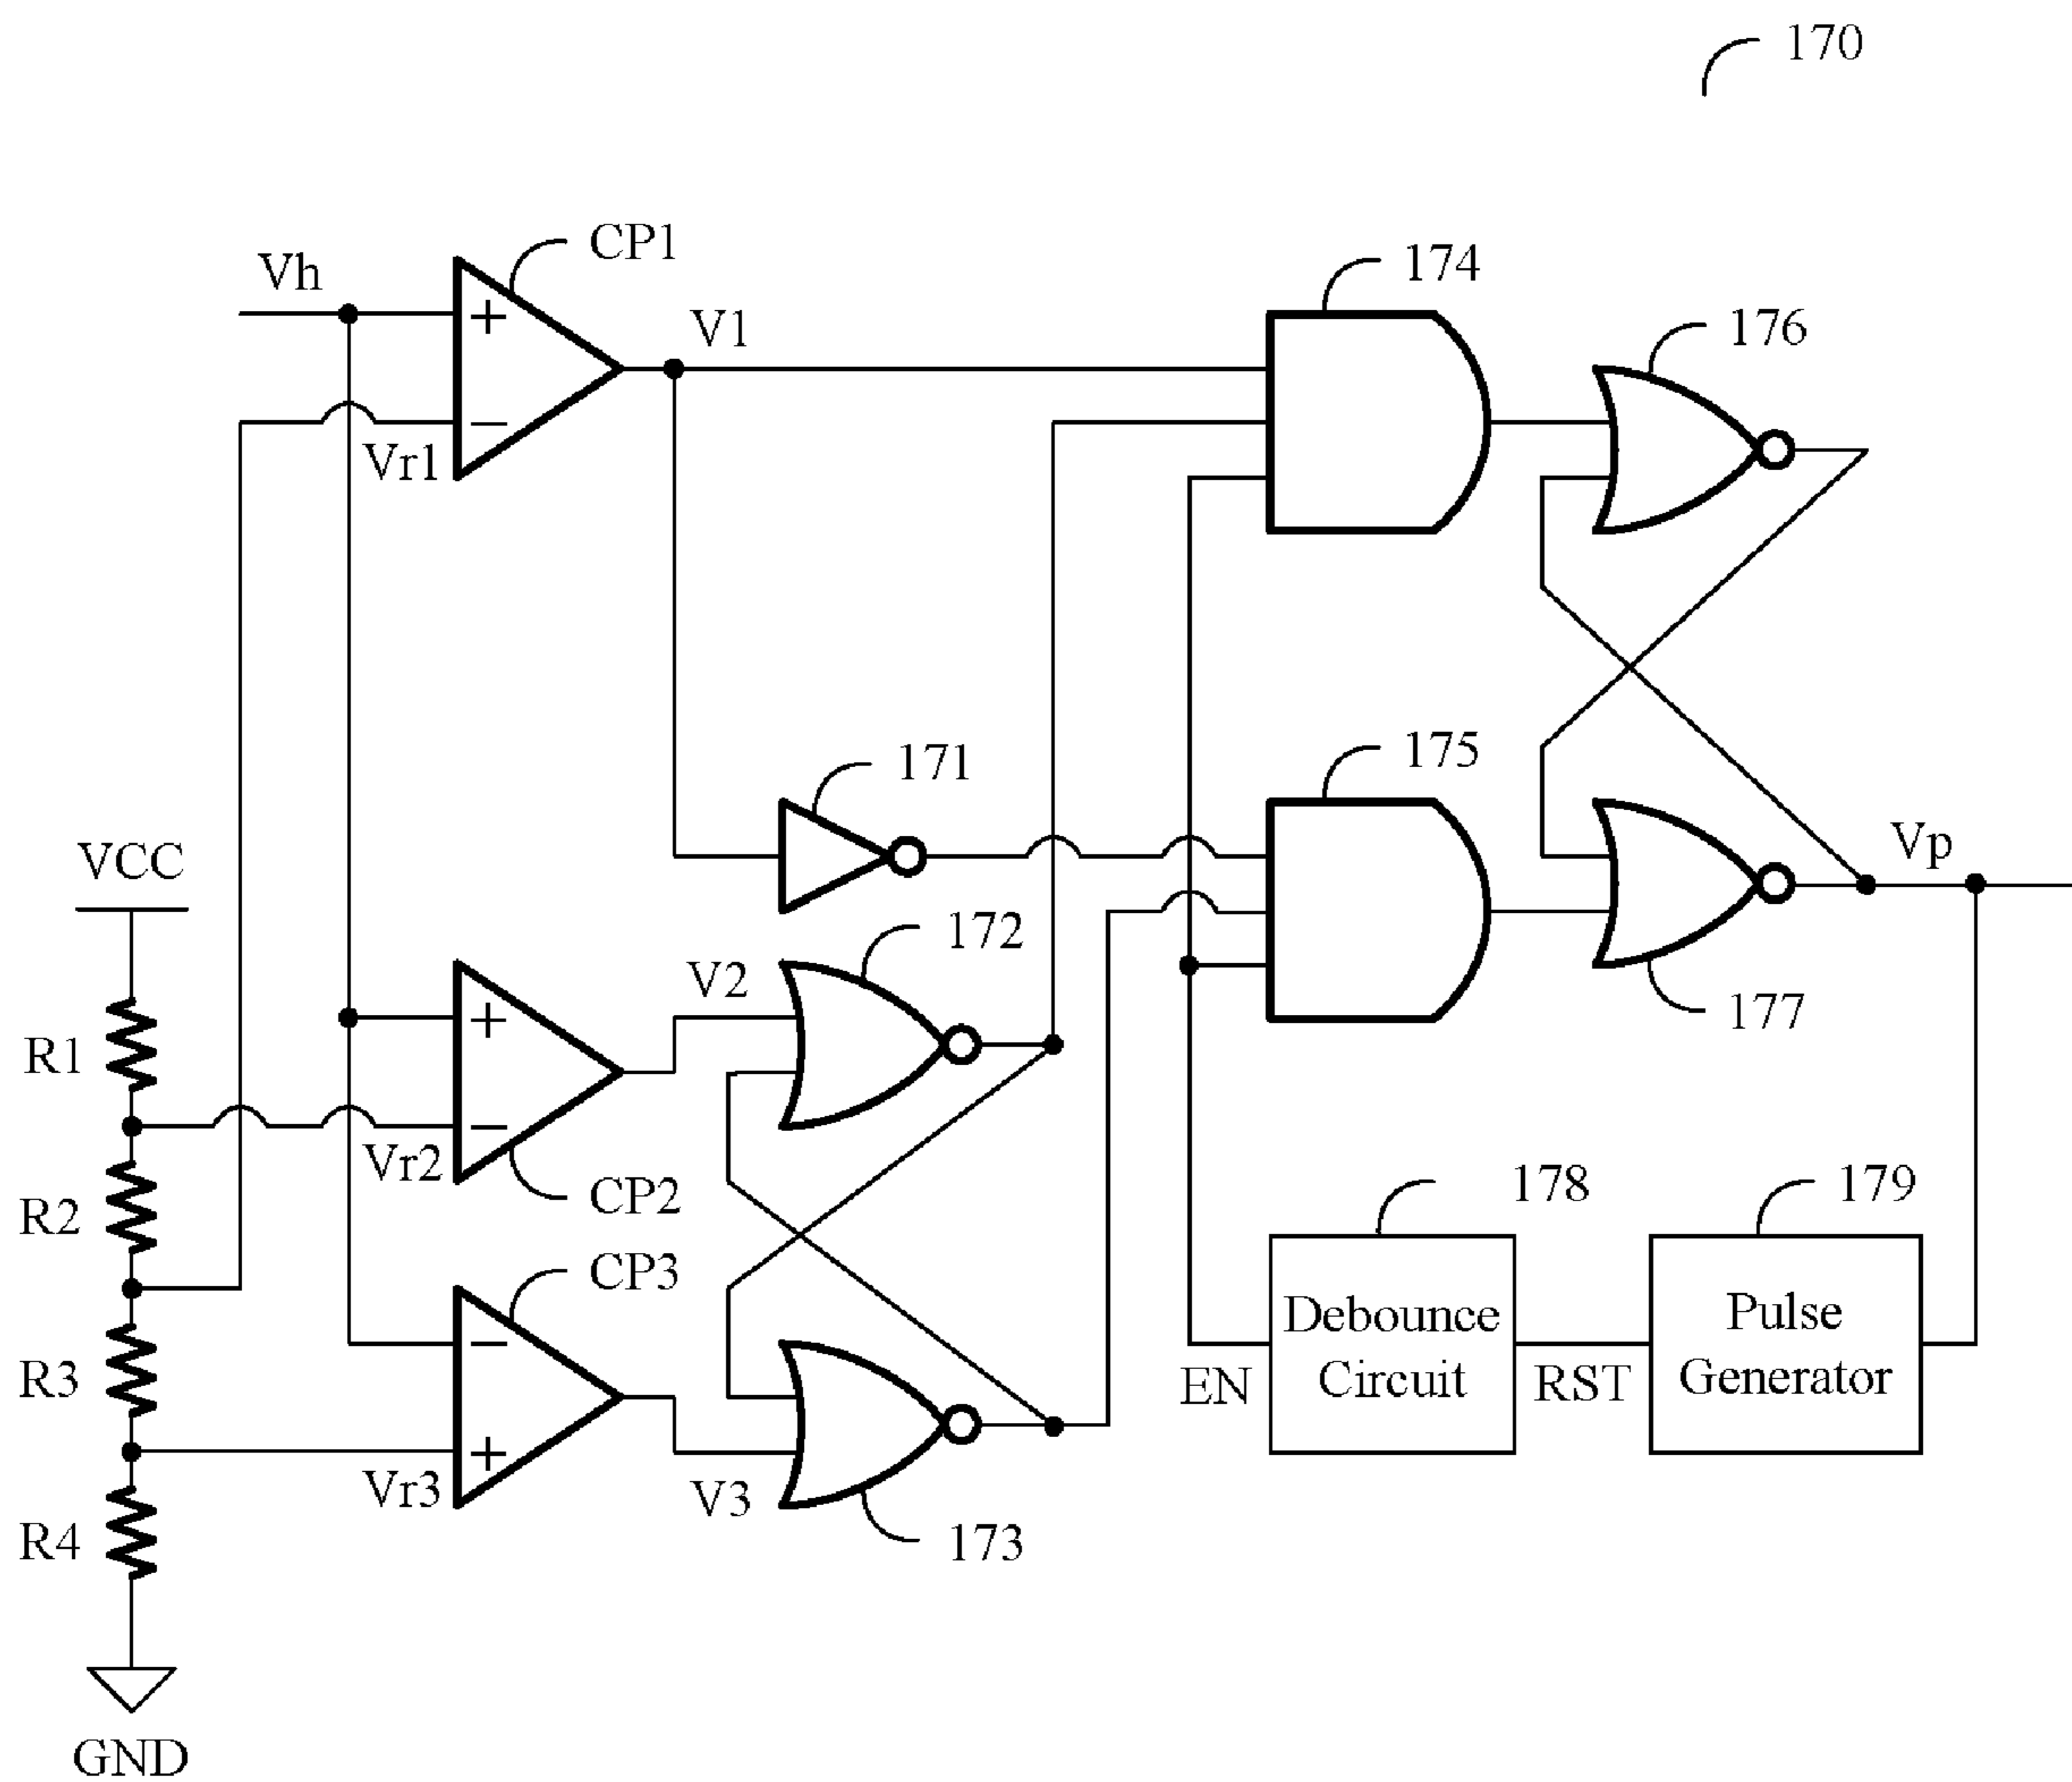 170
CP1
Vh
V1
174
176
+
−
Vr1
171
175
Vp
VCC
172
V2
177
R1
+
−
Vr2
CP2
178
179
R2
CP3
Debounce
Circuit
Pulse
Generator
R3
−
EN
RST
+
Vr3
V3
R4
173
GND